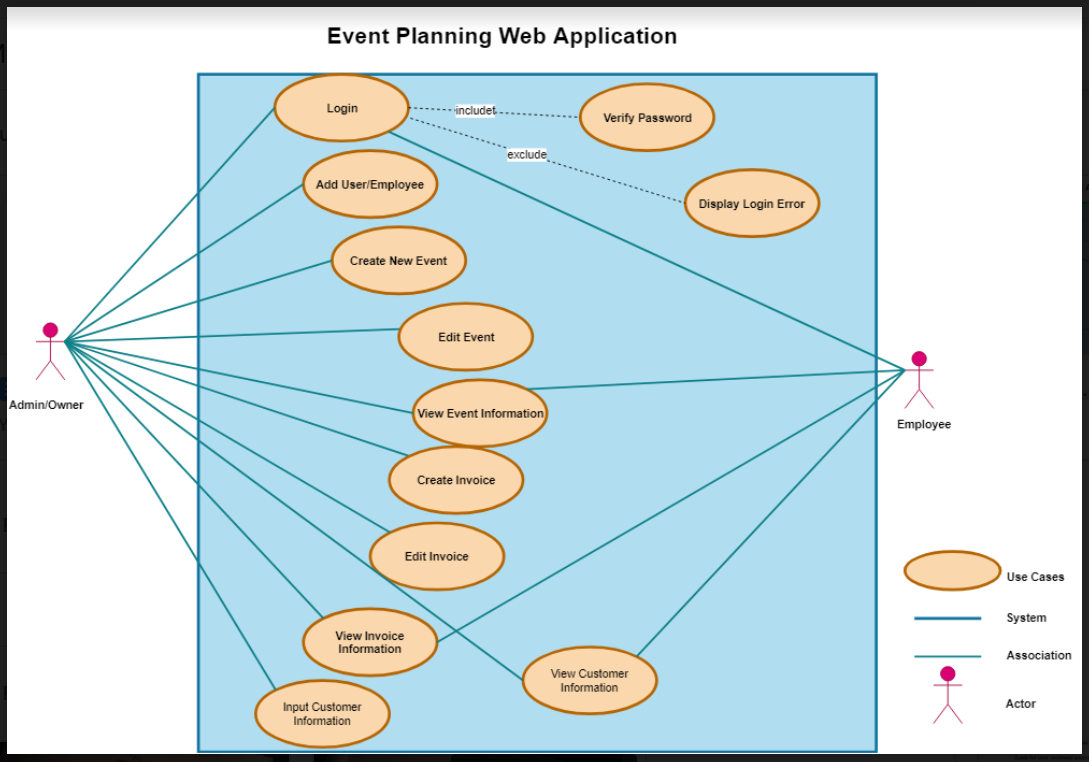 Event Planning Web Application
Login
includet
Verify Password
exclude
Add User/Employee
Display Login Error
Create New Event
Edit Event
Admin/Owner
View Event Information
Employee
Create Invoice
Edit Invoice
Use Cases
System
View Invoice
Information
Association
View Customer
Information
Actor
Input Customer
Information